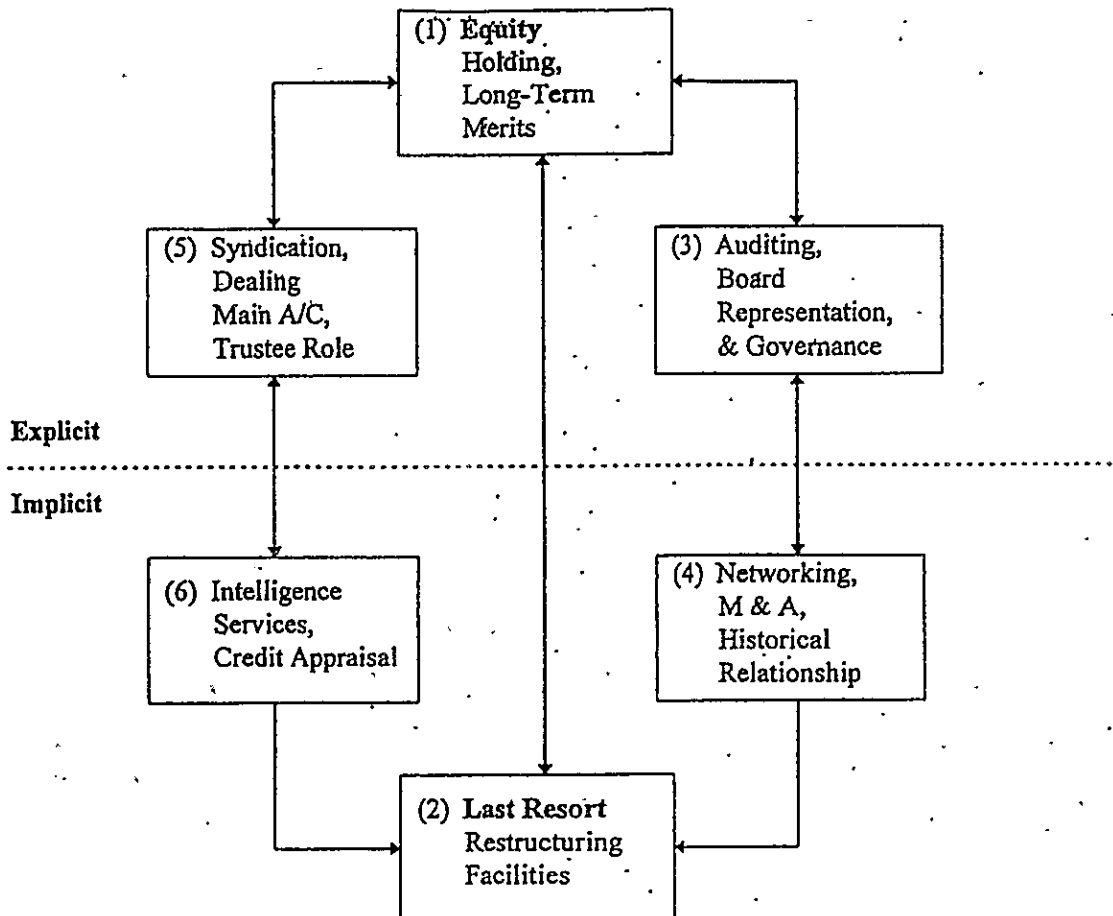 (1) Equity
Holding,
Long-Term
Merits
(5) Syndication,
Dealing
Main A/C,
Trustee Role
(3) Auditing,
Board
Representation,
& Governance
Explicit
Implicit
(6) Intelligence
Services,
Credit Appraisal
(4) Networking,
M & A,
Historical
Relationship
(2) Last Resort
Restructuring
Facilities